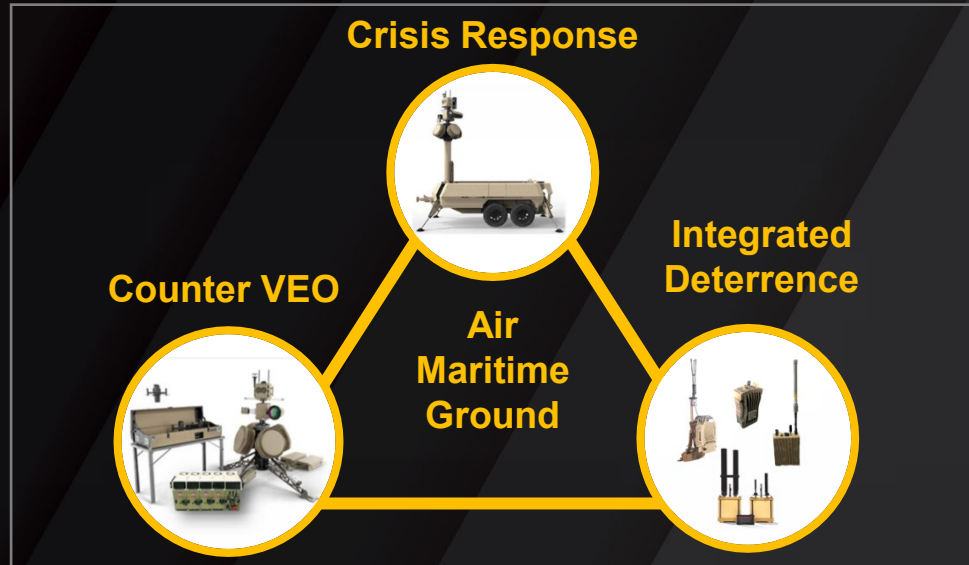 Crisis Response
Integrated
Deterrence
Counter VEO
Air
Maritime
Ground